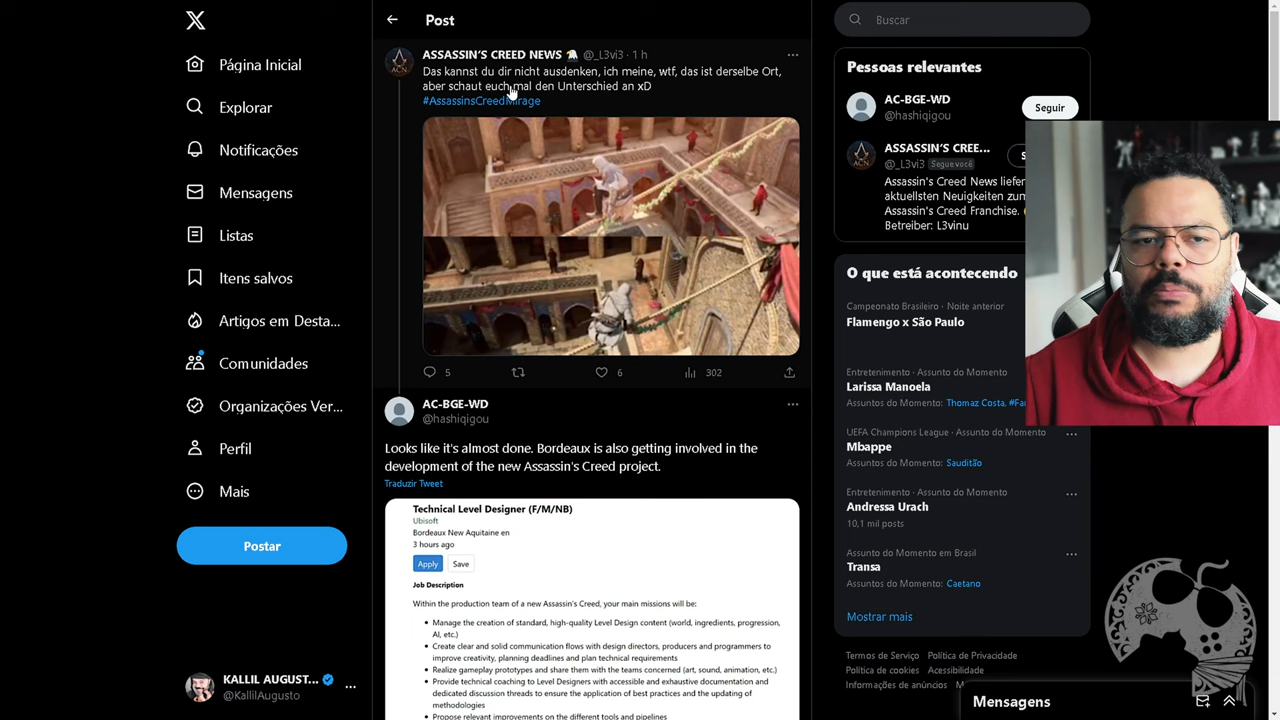 Página Inicial
Explorar
Notificações
Mensagens
Listas
Itens salvos
Artigos em Desta...
Comunidades
Organizações Ver...
Perfil
Mais
Postar
KALLIL AUGUST...
@KallilAugusto
Post
ASSASSIN'S CREED NEWS @_L3vi3 · 1 h
Das kannst du dir nicht ausdenken, ich meine, wtf, das ist derselbe Ort,
aber schaut euch mal den Unterschied an xD
#AssassinsCreedMirage
5
6
302
AC-BGE-WD
@hashiqigou
Looks like it's almost done. Bordeaux is also getting involved in the
development of the new Assassin's Creed project.
Traduzir Tweet
Technical Level Designer (F/M/NB)
Ubisoft
Bordeaux New Aquitaine en
3 hours ago
Apply Save
Job Description
Within the production team of a new Assassin's Creed, your main missions will be:
• Manage the creation of standard, high-quality Level Design content (world, ingredients, progression,
AI, etc.)
• Create clear and solid communication flows with design directors, producers and programmers to
improve creativity, planning deadlines and plan technical requirements
• Realize gameplay prototypes and share them with the teams concerned (art, sound, animation, etc.)
• Provide technical coaching to Level Designers with accessible and exhaustive documentation and
dedicated discussion threads to ensure the application of best practices and the updating of
methodologies
• Propose relevant improvements on the different tools and pipelines
Buscar
Pessoas relevantes
AC-BGE-WD
@hashiqigou
Seguir
ASSASSIN'S CREE...
@_L3vi3 Segue você
S
Assassin's Creed News liefer
aktuellsten Neuigkeiten zum
Assassin's Creed Franchise.
Betreiber: L3vinu
O que está acontecendo
Campeonato Brasileiro · Noite anterior
Flamengo x São Paulo
Entretenimento · Assunto do Momento
Larissa Manoela
Assuntos do Momento: Thomaz Costa, #Fan
UEFA Champions League · Assunto do Momento
Mbappe
Assuntos do Momento: Sauditão
Entretenimento · Assunto do Momento
Andressa Urach
10,1 mil posts
Assunto do Momento em Brasil
Transa
Assuntos do Momento: Caetano
Mostrar mais
Termos de Serviço Política de Privacidade
Política de cookies Acessibilidade
Informações de anúncios M
Mensagens